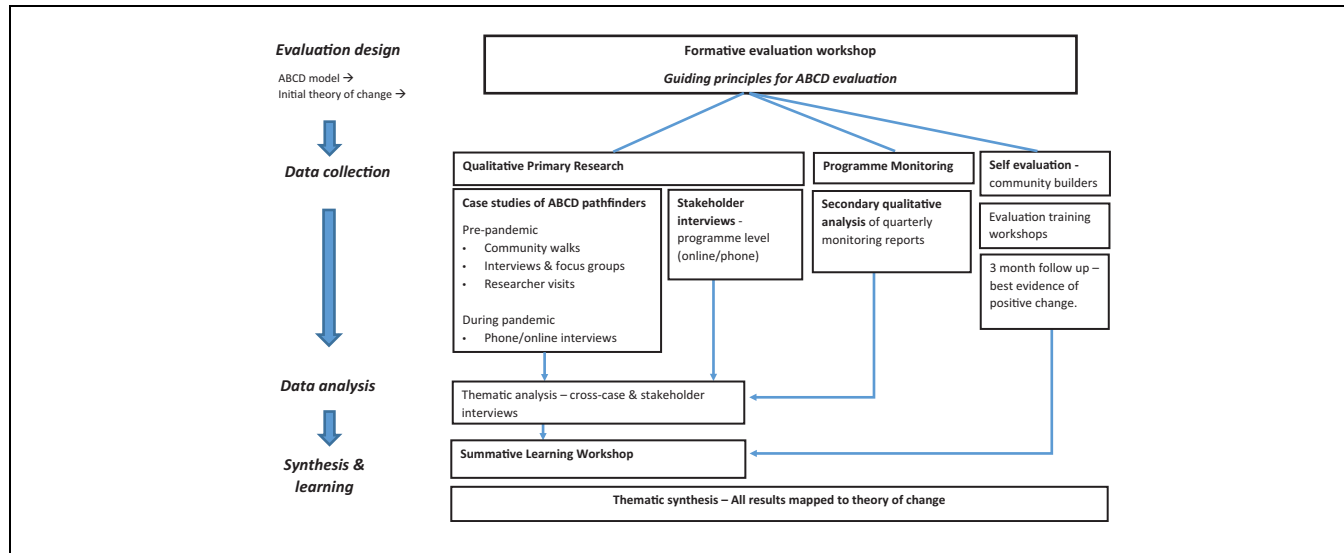 Evaluation design
ABCD model →
Initial theory of change →
Formative evaluation workshop
Guiding principles for ABCD evaluation
Data collection
Qualitative Primary Research
Case studies of ABCD pathfinders
Pre-pandemic
• Community walks
• Interviews & focus groups
• Researcher visits
During pandemic
• Phone/online interviews
Stakeholder
interviews -
programme level
(online/phone)
Programme Monitoring
Secondary qualitative
analysis of quarterly
monitoring reports
Self evaluation -
community builders
Evaluation training
workshops
3 month follow up –
best evidence of
positive change.
Data analysis
Thematic analysis – cross-case & stakeholder
interviews
Synthesis &
learning
Summative Learning Workshop
Thematic synthesis – All results mapped to theory of change